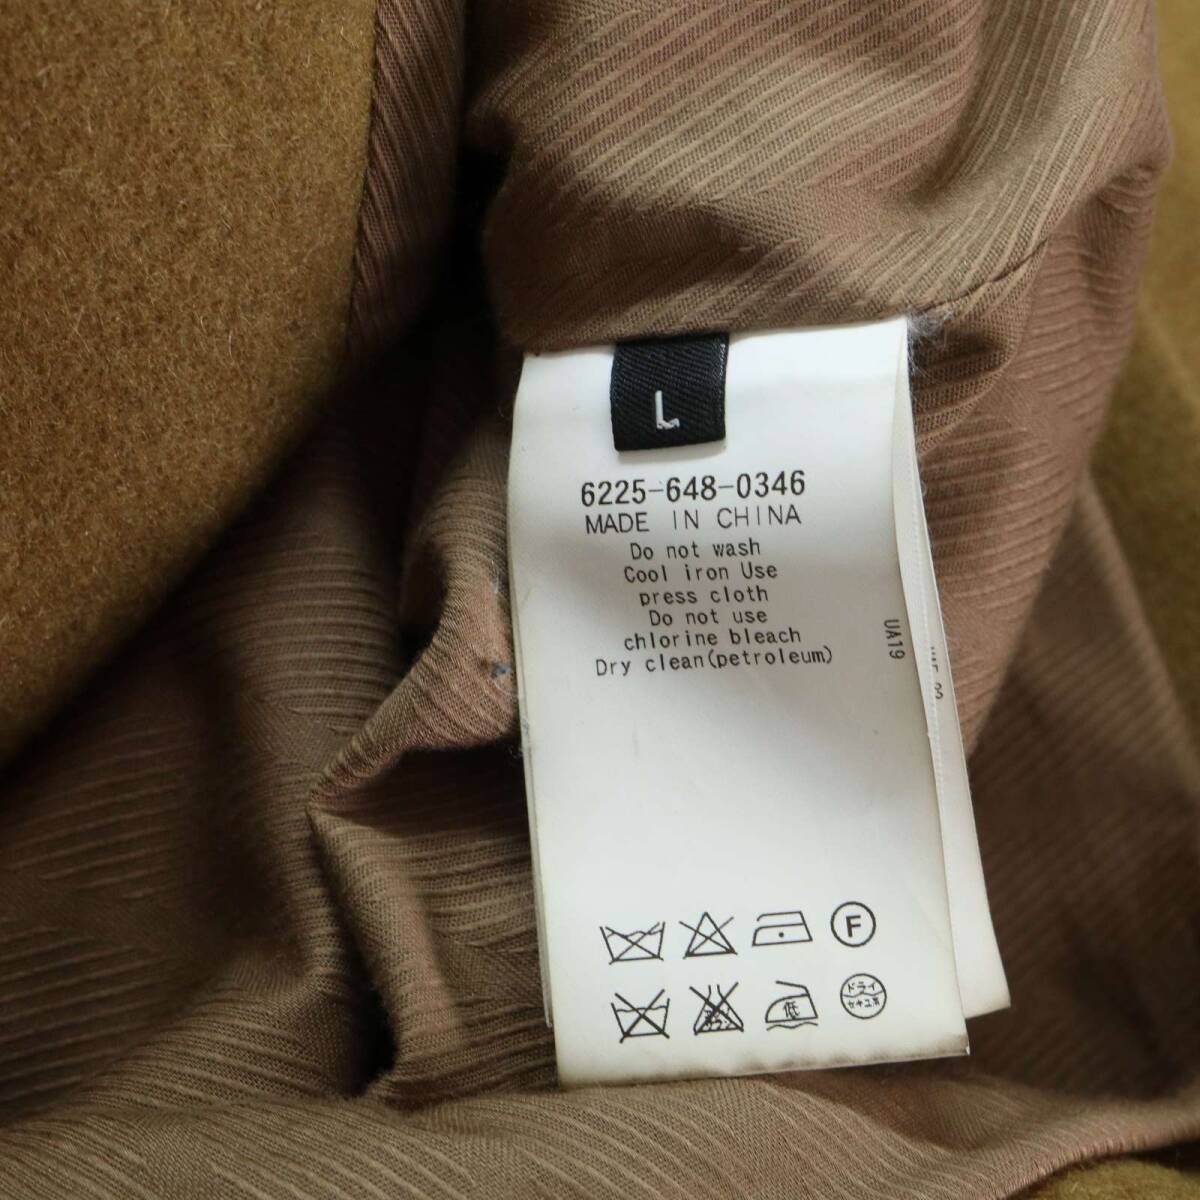 L
6225-648-0346
MADE IN CHINA
Do not wash
Cool iron Use
press cloth
Do not use
chlorine bleach
Dry clean(petroleum)
UA19
F
低
ドライ
セキユ系